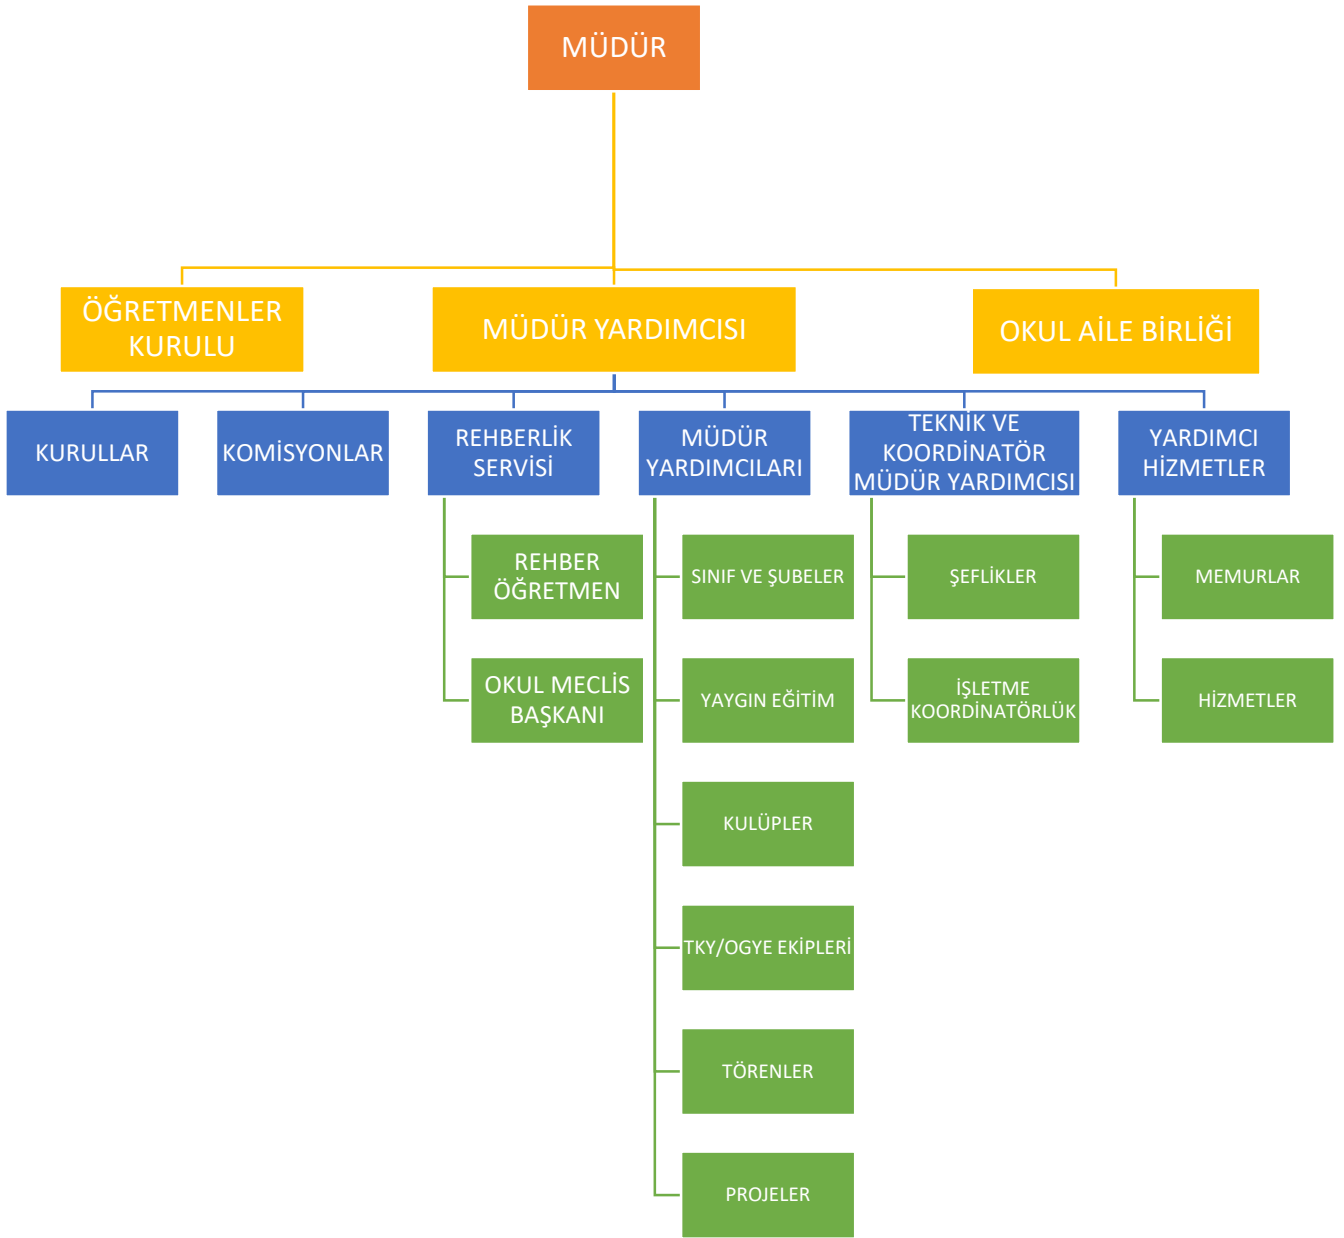 MÜDÜR
ÖĞRETMENLER
KURULU
MÜDÜR YARDIMCISI
OKUL AİLE BİRLİĞİ
KURULLAR
KOMİSYONLAR
REHBERLİK
SERVİSİ
MÜDÜR
YARDIMCILARI
TEKNİK VE
KOORDİNATÖR
MÜDÜR YARDIMCISI
YARDIMCI
HİZMETLER
REHBER
ÖĞRETMEN
OKUL MECLİS
BAŞKANI
SINIF VE ŞUBELER
YAYGIN EĞİTİM
KULÜPLER
TKY/OGYE EKİPLERİ
TÖRENLER
PROJELER
ŞEFLİKLER
İŞLETME
KOORDİNATÖRLÜK
MEMURLAR
HİZMETLER